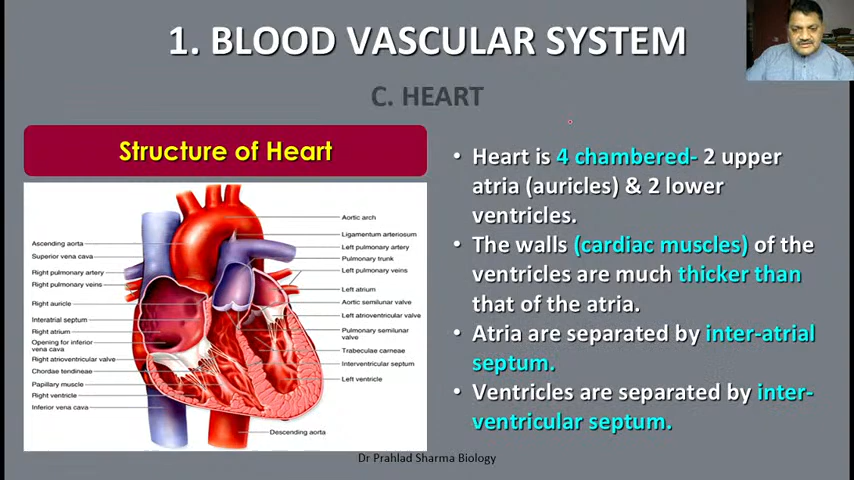 1. BLOOD VASCULAR SYSTEM
C. HEART
Structure of Heart
Ascending aorta
Superior vena cava
Right pulmonary artery
Right pulmonary veins
Right auricle
Interatrial septum
Right atrium
Opening for inferior
vena cava
Right atrioventricular valve
Chordae tendineae
Papillary muscle
Right ventricle
Inferior vena cava
Aortic arch
Ligamentum arteriosum
Left pulmonary artery
Pulmonary trunk
Left pulmonary veins
Left atrium
Aortic semilunar valve
Left atrioventricular valve
Pulmonary semilunar
valve
Trabeculae carneae
Interventricular septum
Left ventricle
Descending aorta
• Heart is 4 chambered- 2 upper
atria (auricles) & 2 lower
ventricles.
• The walls (cardiac muscles) of the
ventricles are much thicker than
that of the atria.
• Atria are separated by inter-atrial
septum.
• Ventricles are separated by inter-
ventricular septum.
Dr Prahlad Sharma Biology